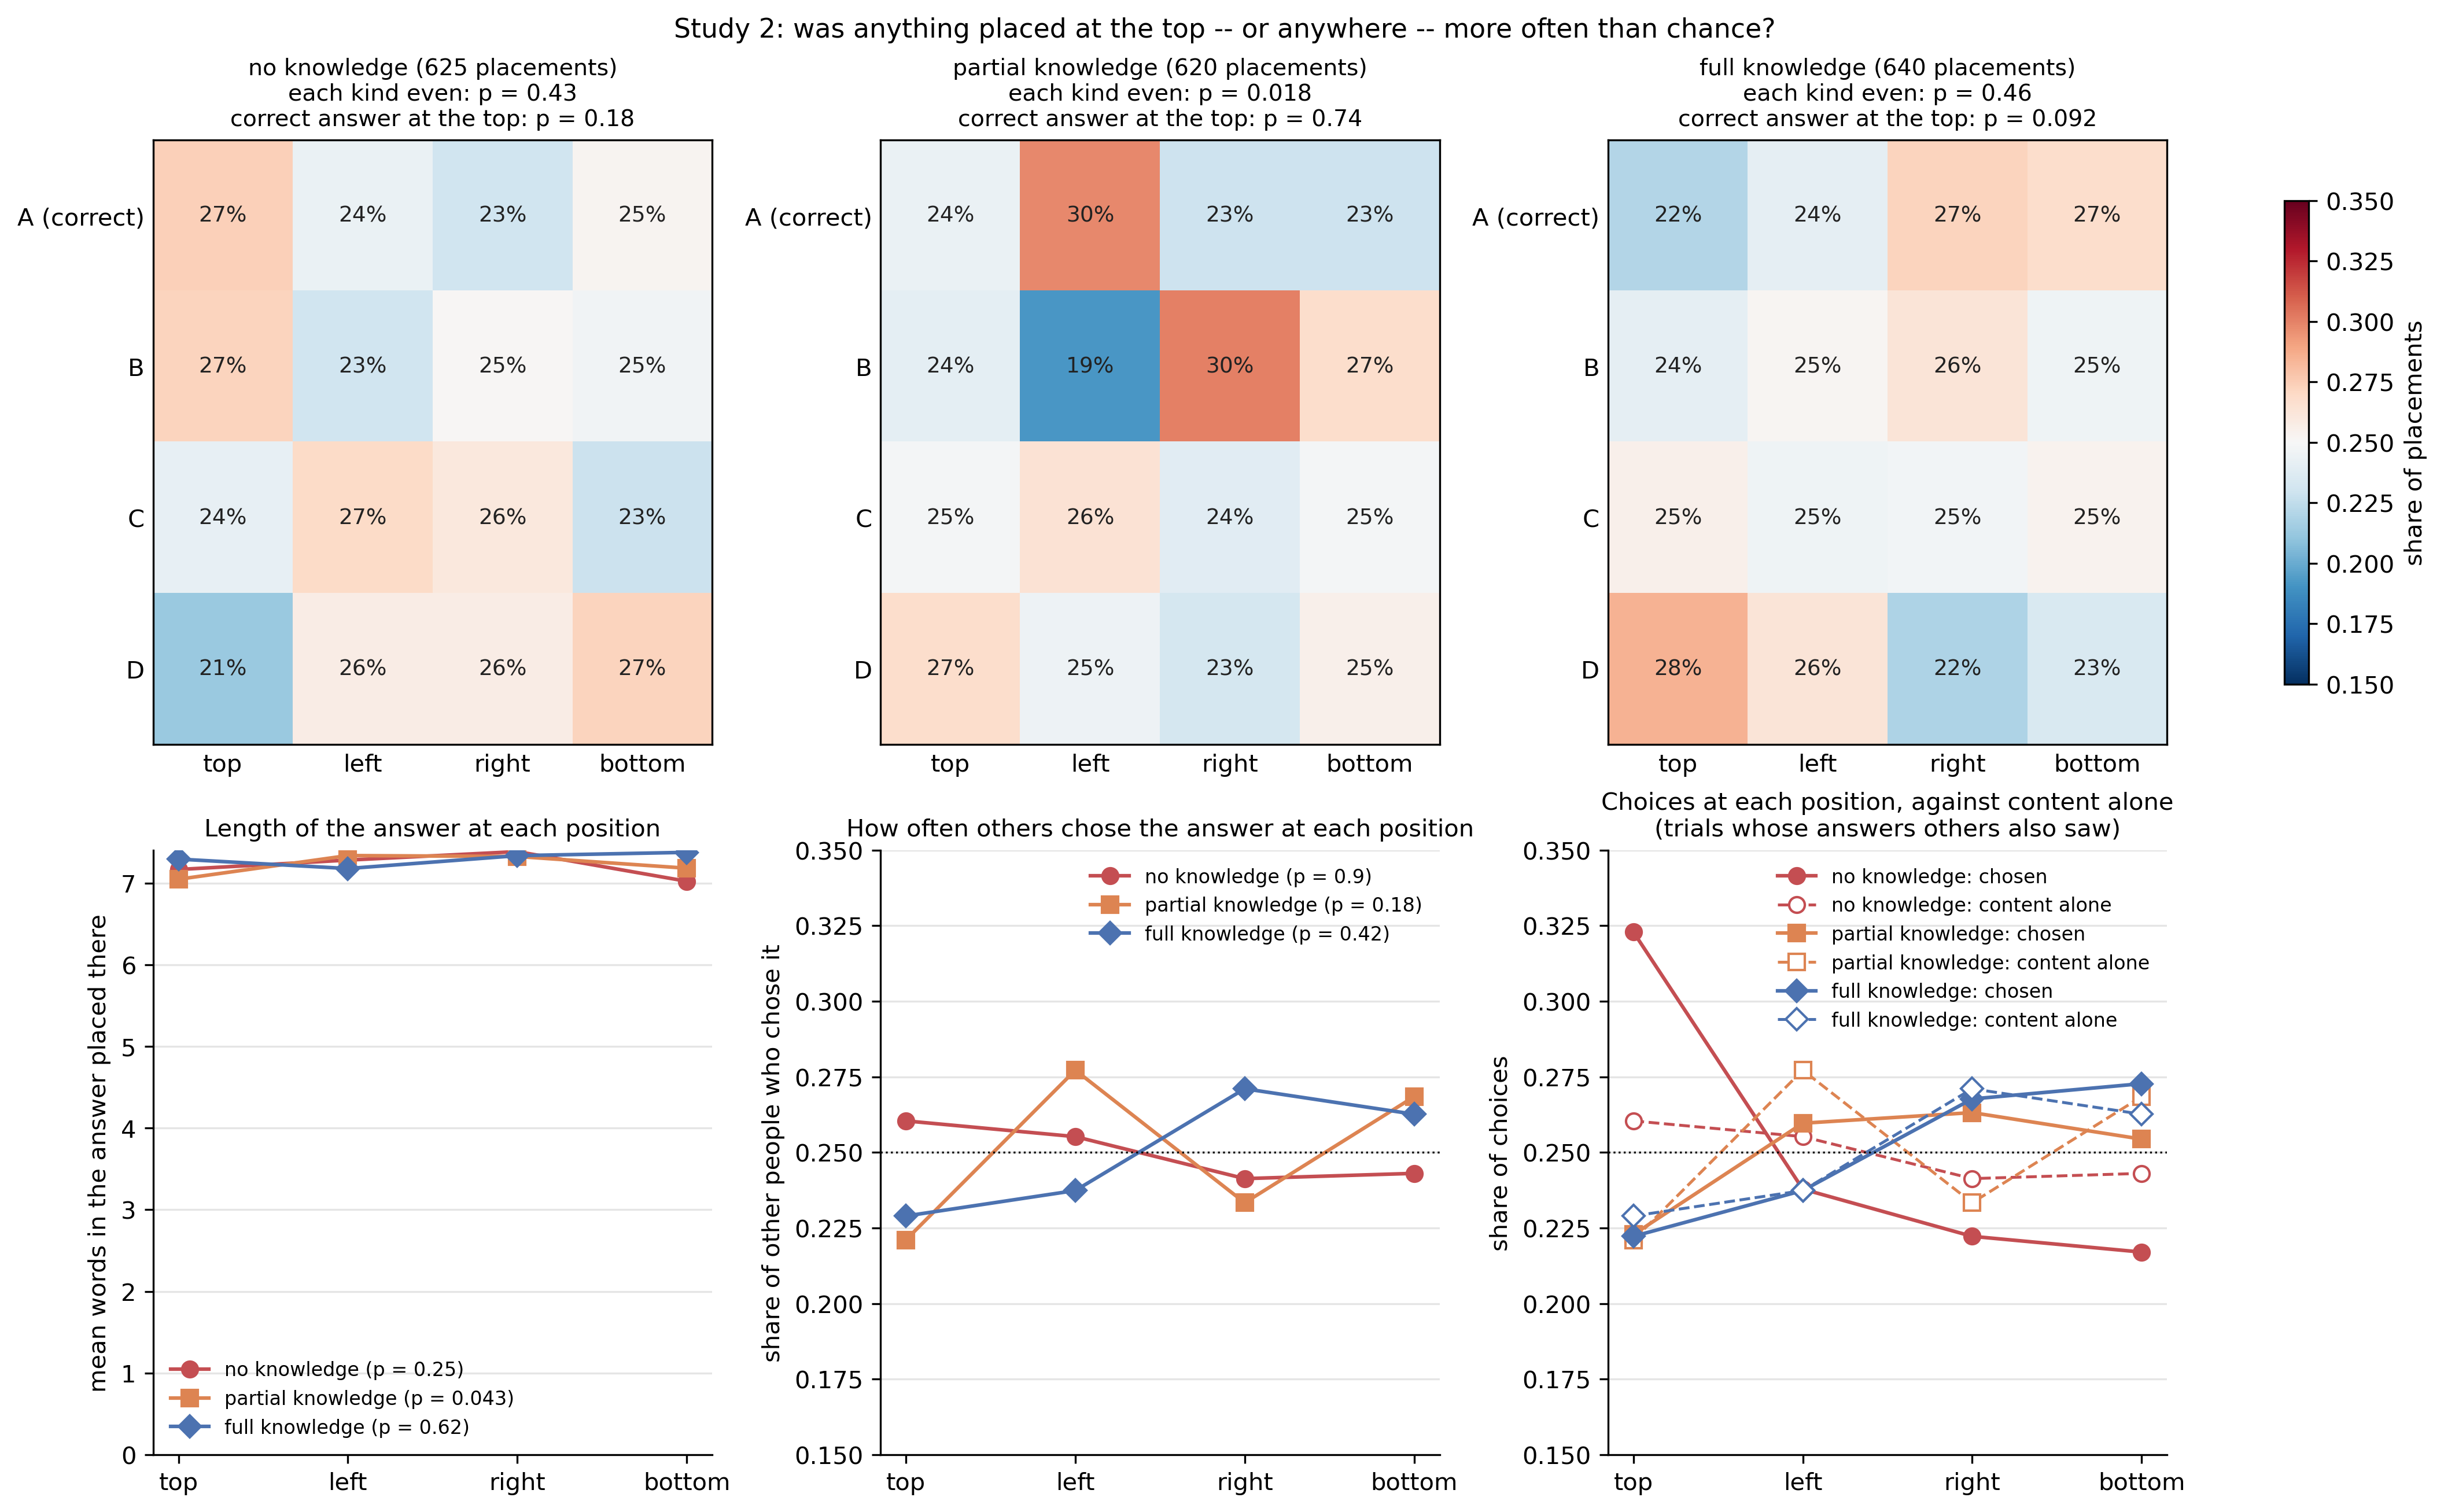 Study 2: was anything placed at the top -- or anywhere -- more often than chance?
no knowledge (625 placements)
each kind even: p = 0.43
correct answer at the top: p = 0.18
A (correct)
27% 24% 23% 25%
B
27% 23% 25% 25%
C
24% 27% 26% 23%
D
21% 26% 26% 27%
top left right bottom
partial knowledge (620 placements)
each kind even: p = 0.018
correct answer at the top: p = 0.74
A (correct)
24% 30% 23% 23%
B
24% 19% 30% 27%
C
25% 26% 24% 25%
D
27% 25% 23% 25%
top left right bottom
full knowledge (640 placements)
each kind even: p = 0.46
correct answer at the top: p = 0.092
A (correct)
22% 24% 27% 27%
B
24% 25% 26% 25%
C
25% 25% 25% 25%
D
28% 26% 22% 23%
top left right bottom
0.350
0.325
0.300
0.275
0.250
0.225
0.200
0.175
0.150
share of placements
Length of the answer at each position
mean words in the answer placed there
7
6
5
4
3
2
1
0
no knowledge (p = 0.25)
partial knowledge (p = 0.043)
full knowledge (p = 0.62)
top left right bottom
How often others chose the answer at each position
share of other people who chose it
0.350
0.325
0.300
0.275
0.250
0.225
0.200
0.175
0.150
no knowledge (p = 0.9)
partial knowledge (p = 0.18)
full knowledge (p = 0.42)
top left right bottom
Choices at each position, against content alone
(trials whose answers others also saw)
share of choices
0.350
0.325
0.300
0.275
0.250
0.225
0.200
0.175
0.150
no knowledge: chosen
no knowledge: content alone
partial knowledge: chosen
partial knowledge: content alone
full knowledge: chosen
full knowledge: content alone
top left right bottom